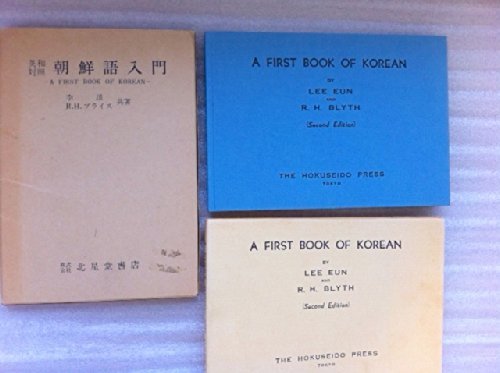 英和対照 朝鮮語入門
—A FIRST BOOK OF KOREAN—
李
R.H.ブライス 共著
株式会社 北星堂書店
A FIRST BOOK OF KOREAN
BY
LEE EUN
AND
R. H. BLYTH
(Second Edition)
THE HOKUSEIDO PRESS
TOKYO
A FIRST BOOK OF KOREAN
BY
LEE EUN
AND
R. H. BLYTH
(Second Edition)
THE HOKUSEIDO PRESS
TOKYO